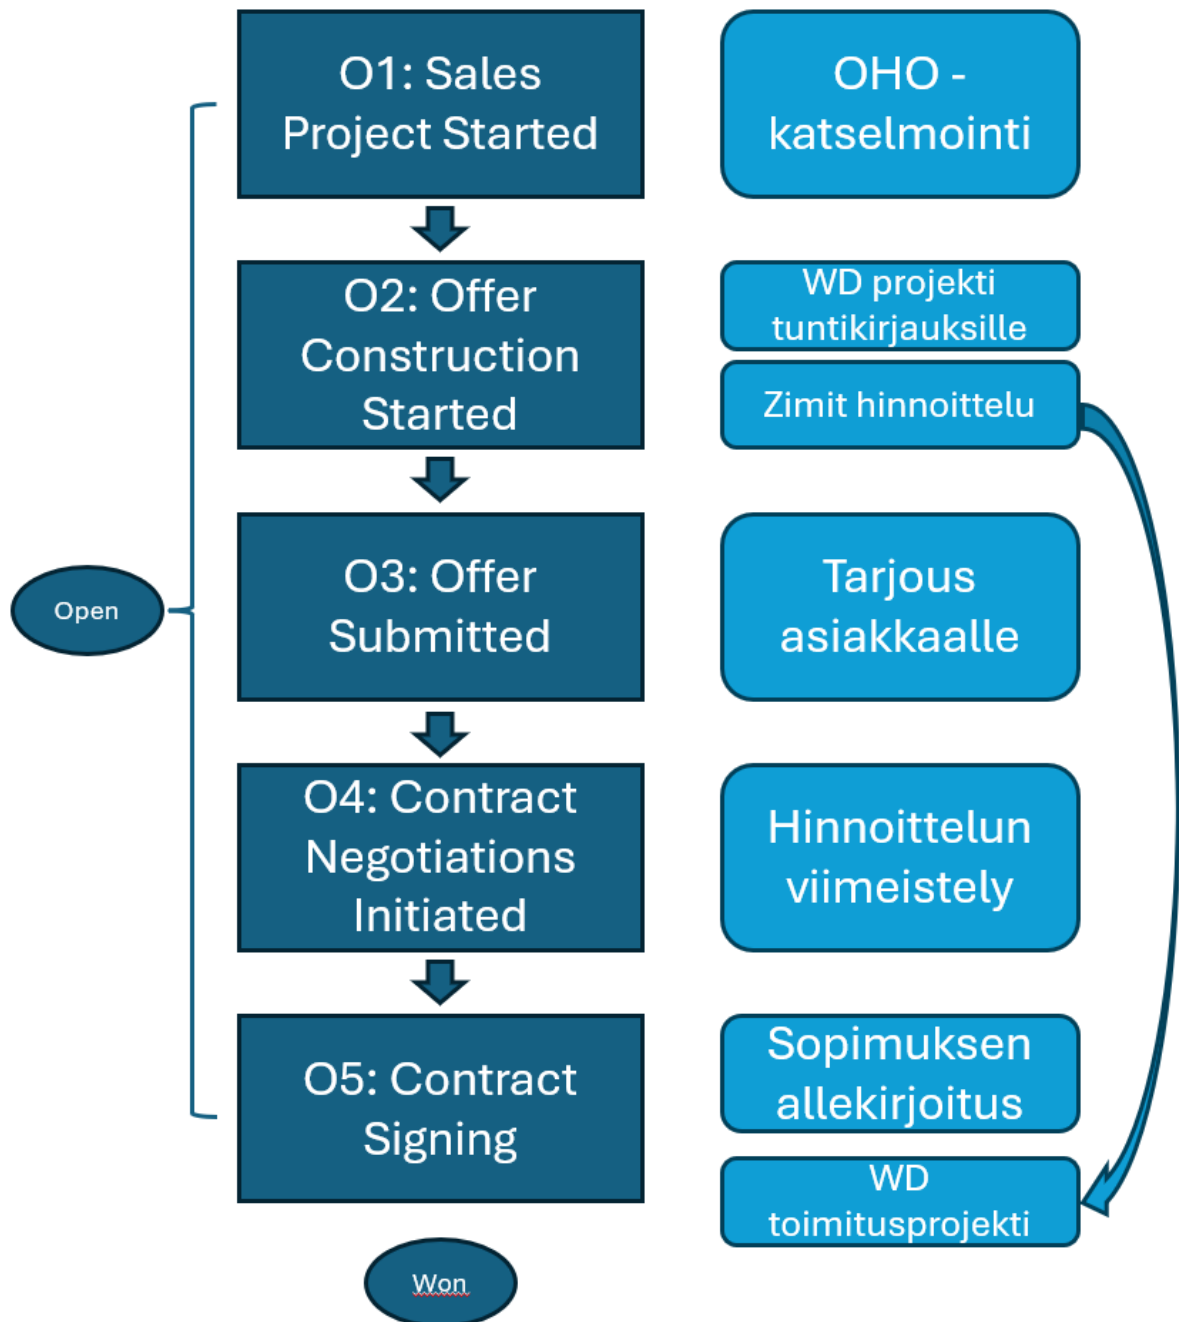 O1: Sales
Project Started
OHO -
katselmointi
O2: Offer
Construction
Started
WD projekti
tuntikirjauksille
Zimit hinnoittelu
Open
O3: Offer
Submitted
Tarjous
asiakkaalle
O4: Contract
Negotiations
Initiated
Hinnoittelun
viimeistely
O5: Contract
Signing
Sopimuksen
allekirjoitus
WD
toimitusprojekti
Won